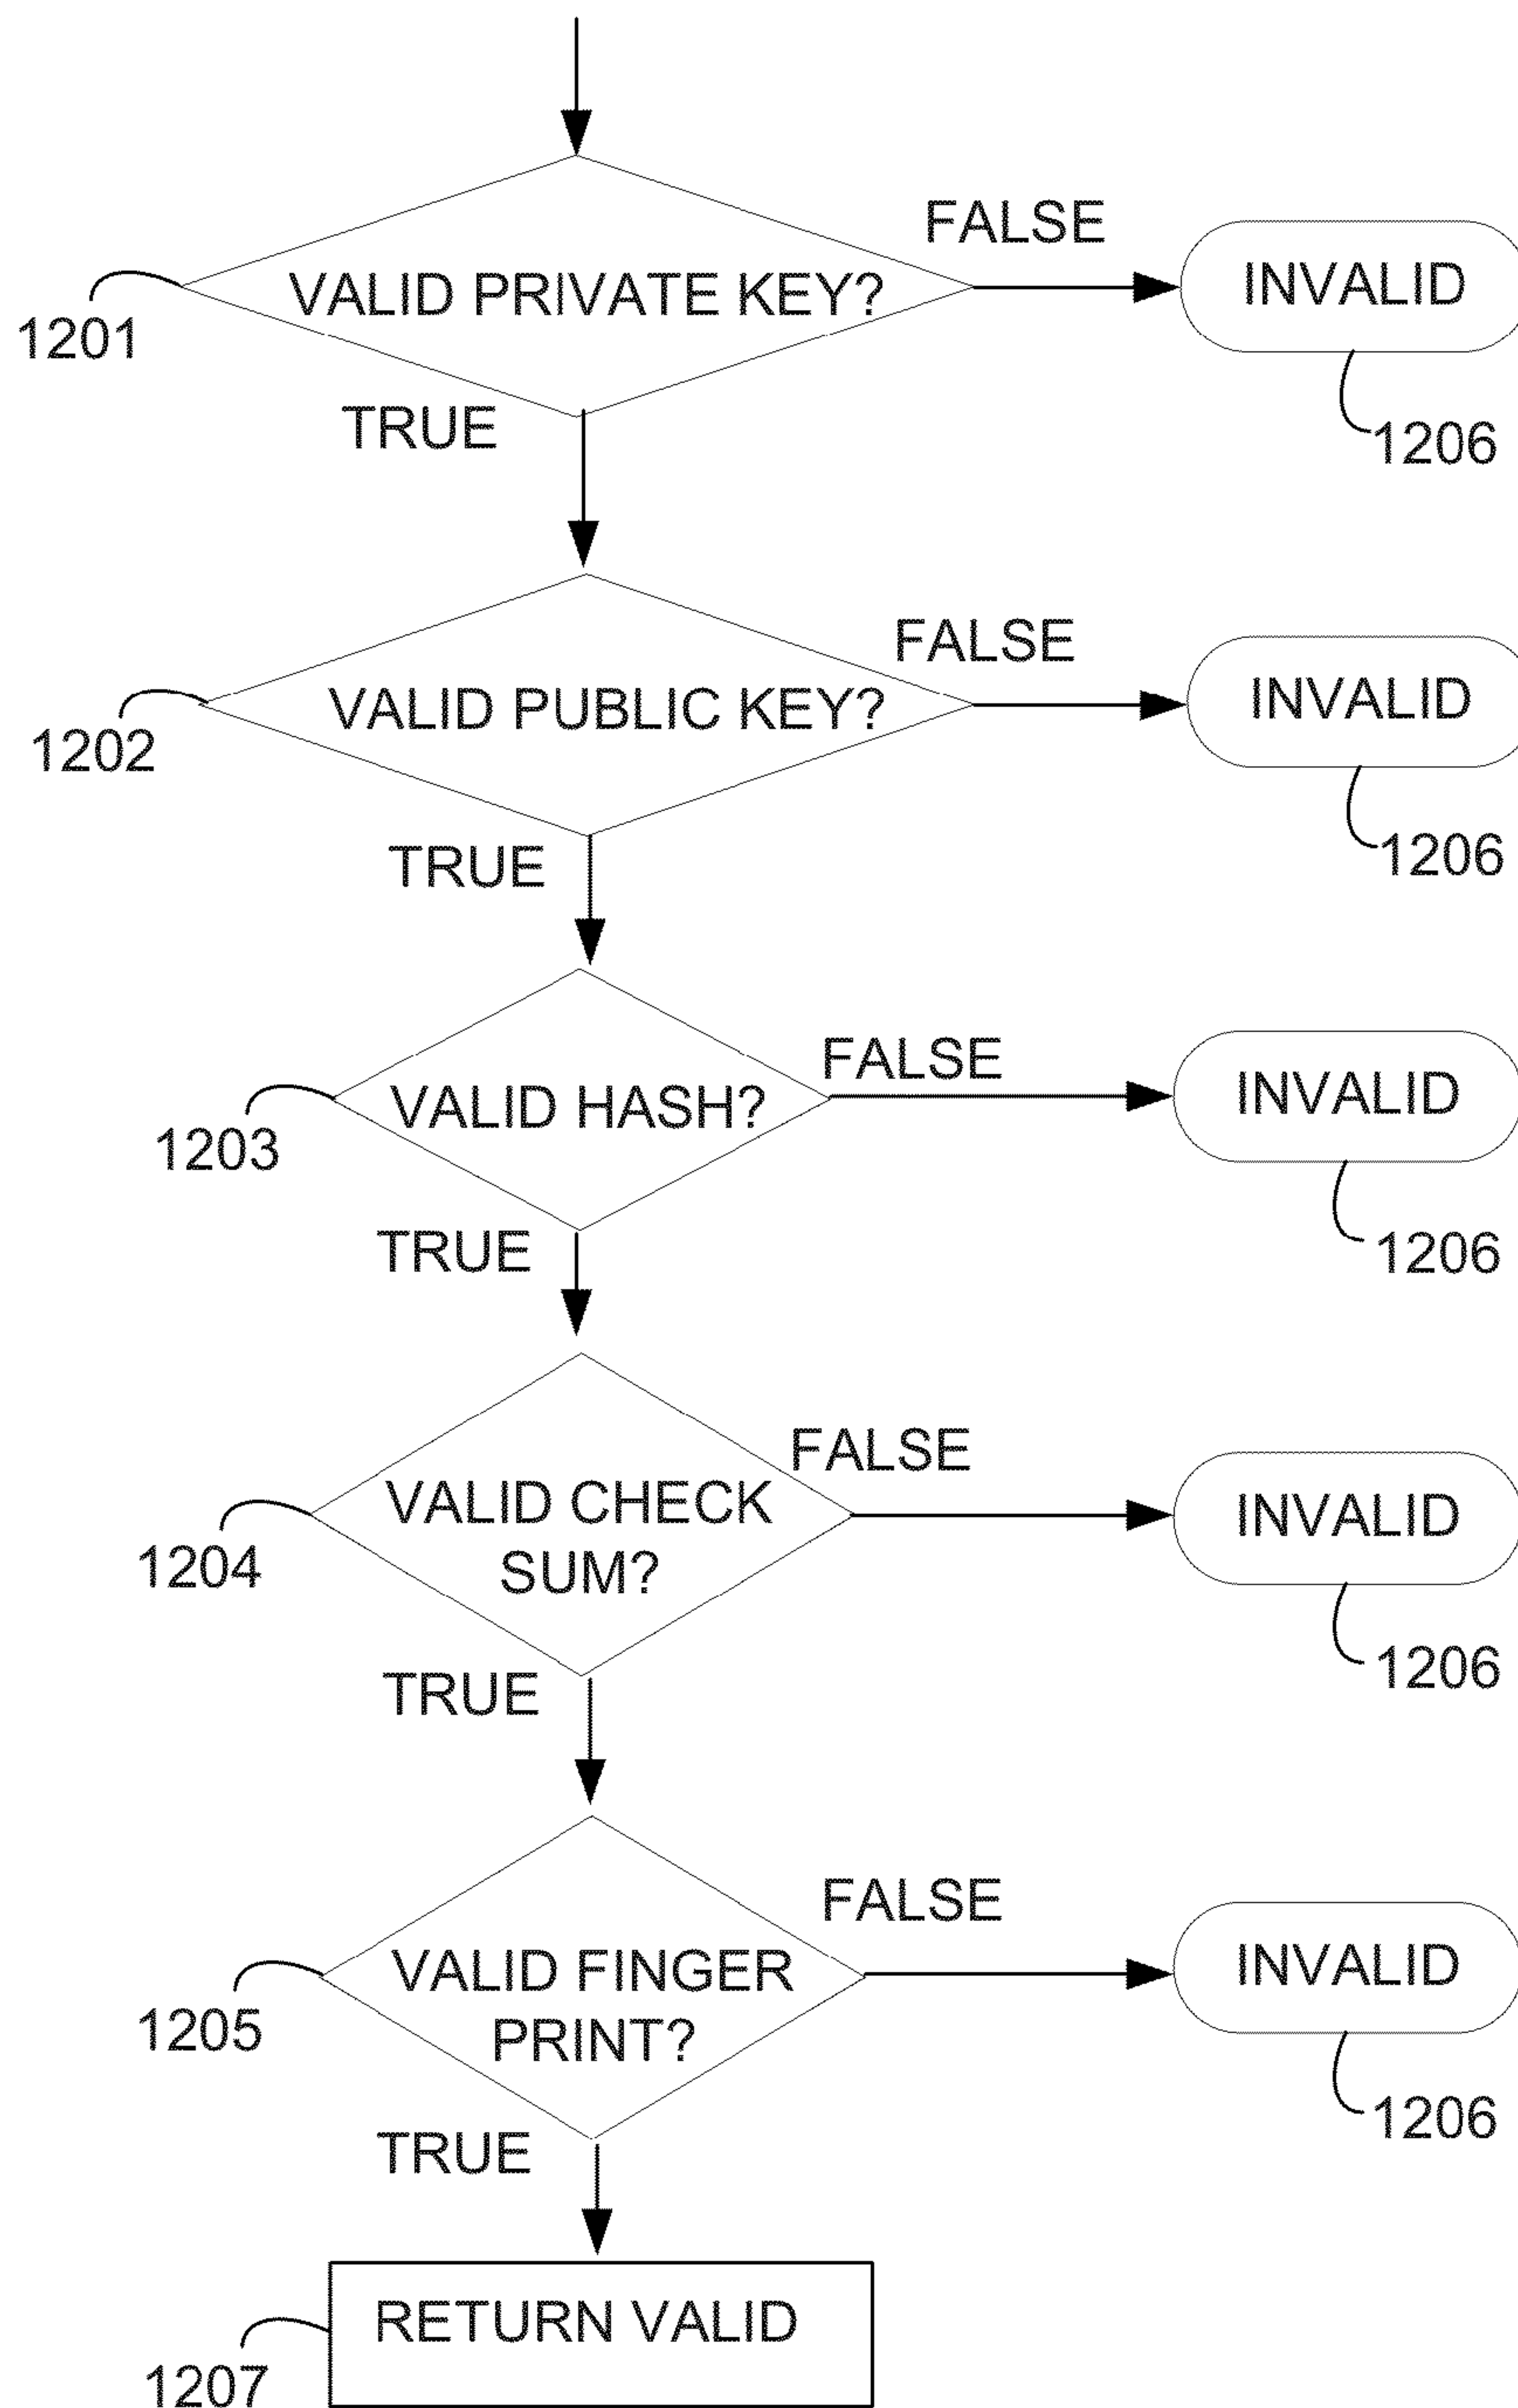 FALSE
VALID PRIVATE KEY?
INVALID
1201
TRUE
1206
FALSE
VALID PUBLIC KEY?
INVALID
1202
TRUE
1206
FALSE
VALID HASH?
INVALID
1203
TRUE
1206
FALSE
VALID CHECK
SUM?
INVALID
1204
TRUE
1206
FALSE
VALID FINGER
PRINT?
INVALID
1205
TRUE
1206
RETURN VALID
1207